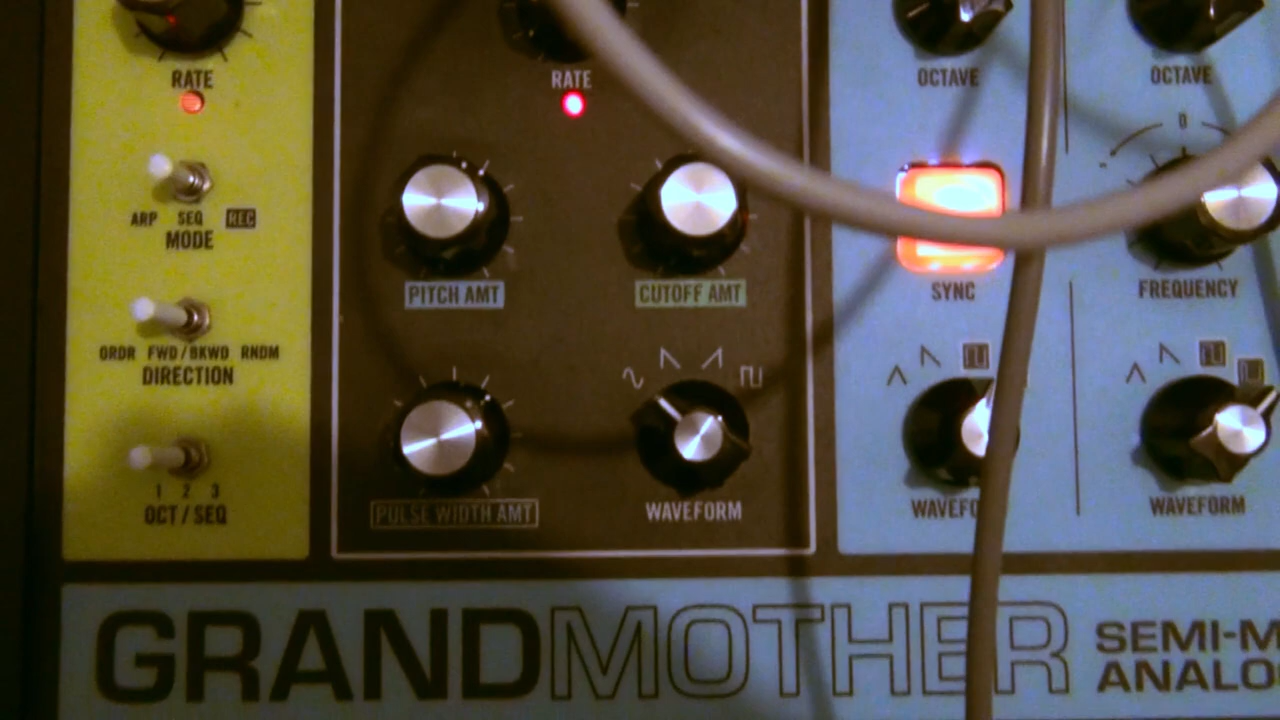 RATE
ARP SEQ REC
MODE
ORDR FWD/BKWD RNDM
DIRECTION
1 2 3
OCT/SEQ
RATE
PITCH AMT
CUTOFF AMT
PULSE WIDTH AMT
WAVEFORM
OCTAVE
SYNC
WAVEFO
OCTAVE
0
FREQUENCY
WAVEFORM
GRANDMOTHER
SEMI-M
ANALO